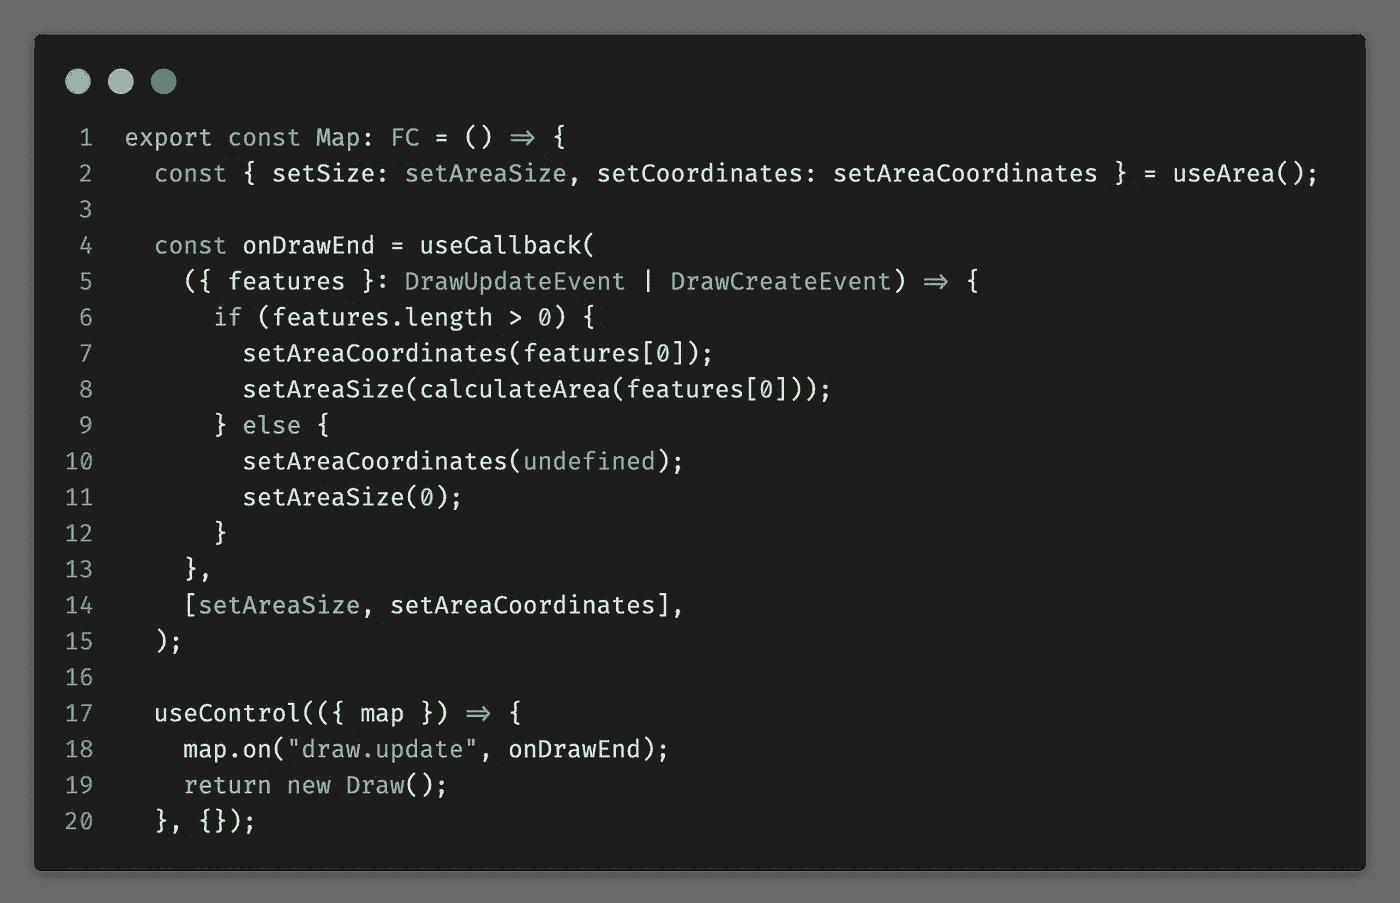 1 export const Map: FC = () => {
2   const { setSize: setAreaSize, setCoordinates: setAreaCoordinates } = useArea();
3
4   const onDrawEnd = useCallback(
5     ({ features }: DrawUpdateEvent | DrawCreateEvent) => {
6       if (features.length > 0) {
7         setAreaCoordinates(features[0]);
8         setAreaSize(calculateArea(features[0]));
9       } else {
10         setAreaCoordinates(undefined);
11         setAreaSize(0);
12       }
13     },
14     [setAreaSize, setAreaCoordinates],
15   );
16
17   useControl(({ map }) => {
18     map.on("draw.update", onDrawEnd);
19     return new Draw();
20   }, {});